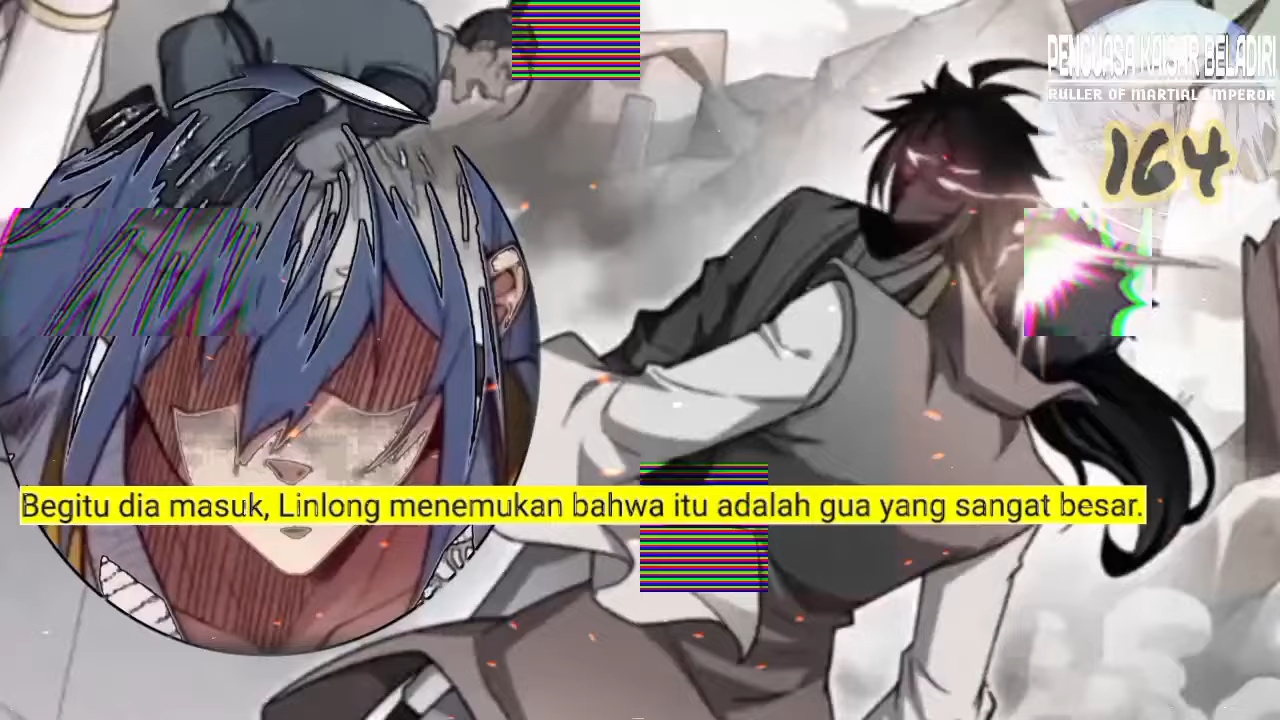 PENGUASA KAISAR BELADIRI
RULLER OF MARTIAL EMPEROR
164
Begitu dia masuk, Linlong menemukan bahwa itu adalah gua yang sangat besar.